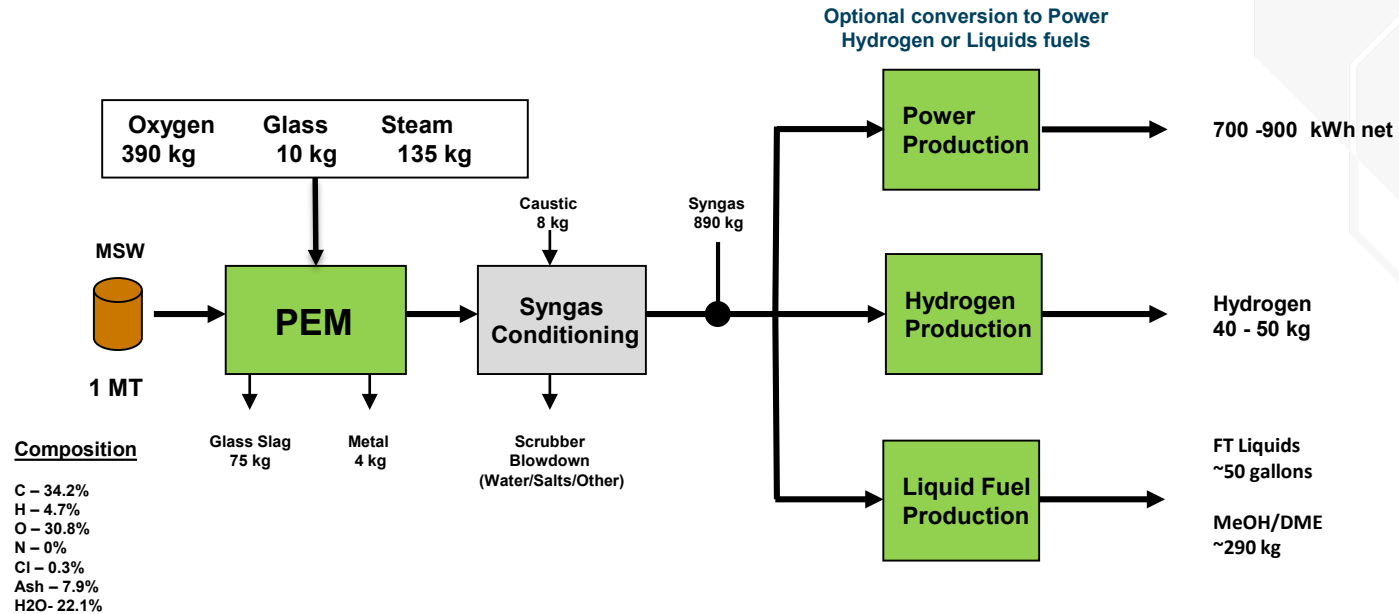 Optional conversion to Power
Hydrogen or Liquids fuels
Oxygen Glass Steam
390 kg 10 kg 135 kg
MSW
1 MT
PEM
Glass Slag
75 kg
Metal
4 kg
Caustic
8 kg
Syngas
Conditioning
Scrubber
Blowdown
(Water/Salts/Other)
Syngas
890 kg
Power
Production
700 -900 kWh net
Hydrogen
Production
Hydrogen
40 - 50 kg
Liquid Fuel
Production
FT Liquids
~50 gallons
MeOH/DME
~290 kg
Composition
C – 34.2%
H – 4.7%
O – 30.8%
N – 0%
Cl – 0.3%
Ash – 7.9%
H2O- 22.1%